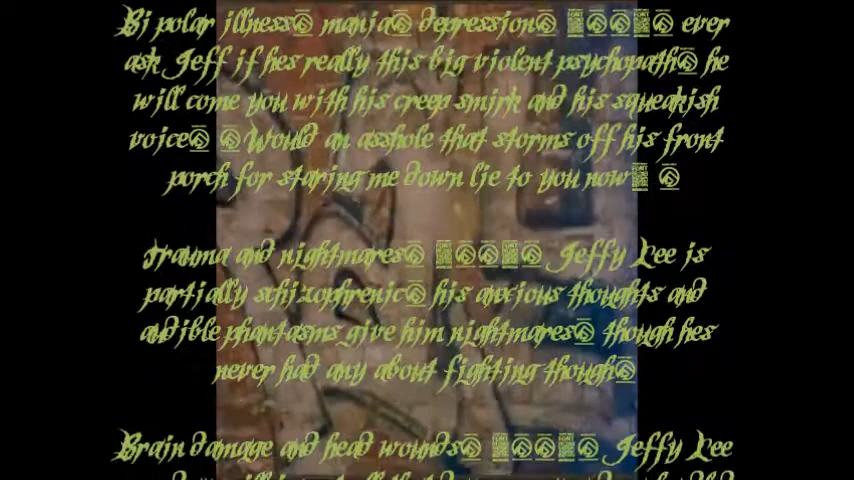 Bi polar illness mania depression ever
ask Jeff if hes really this big violent psychopath he
will come you with his creep smirk and his squeakish
voice Would an asshole that storms off his front
porch for staring me down lie to you now
Trauma and nightmares Jeffy Lee is
partially schizophrenic his anxious thoughts and
audible phantasms give him nightmares though hes
never had any about fighting though
Brain damage and head wounds Jeffy Lee